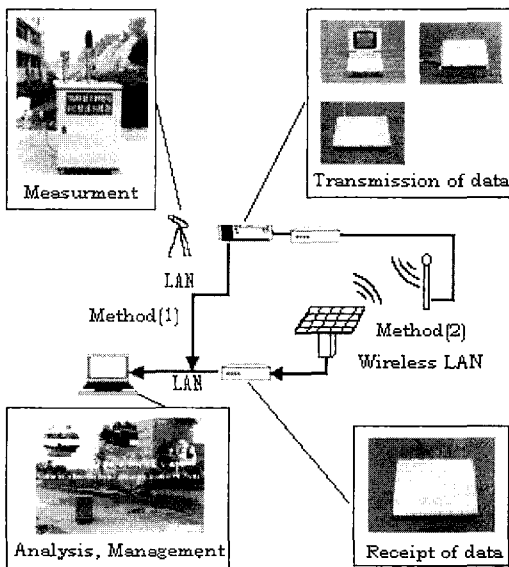 Measurment
Transmission of data
LAN
Method(1)
Method(2)
Wireless LAN
LAN
Analysis, Management
Receipt of data